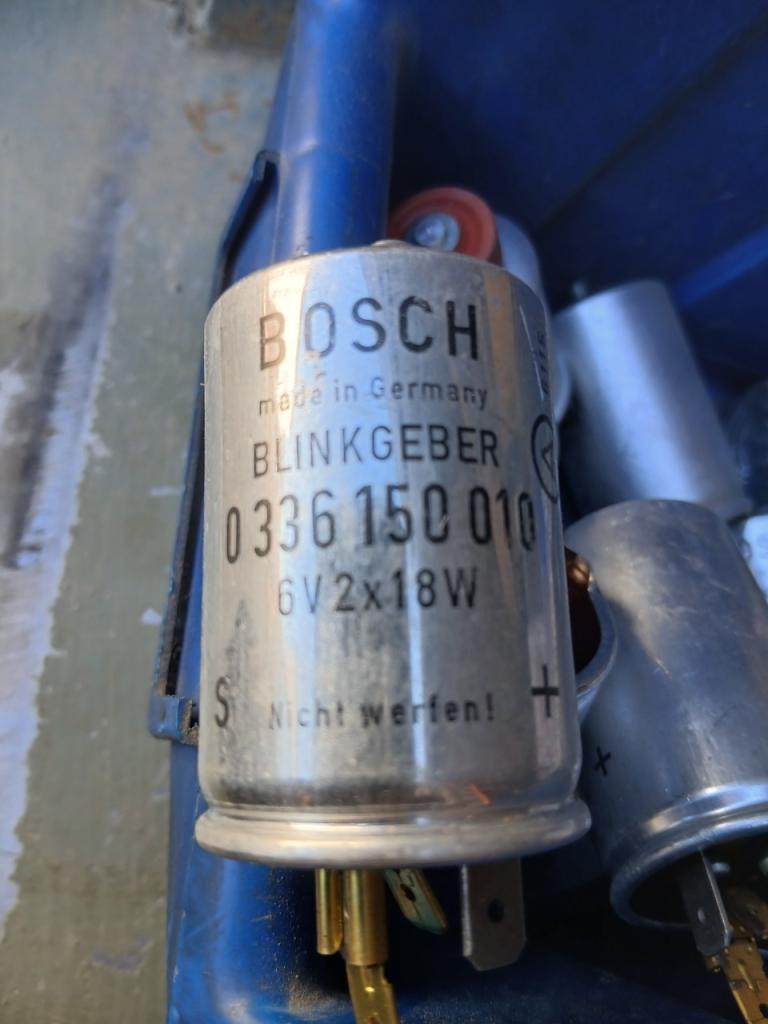 BOSCH
made in Germany
BLINKGEBER
0 336 150 010
6V 2x18W
S Nicht werfen! +
A
+